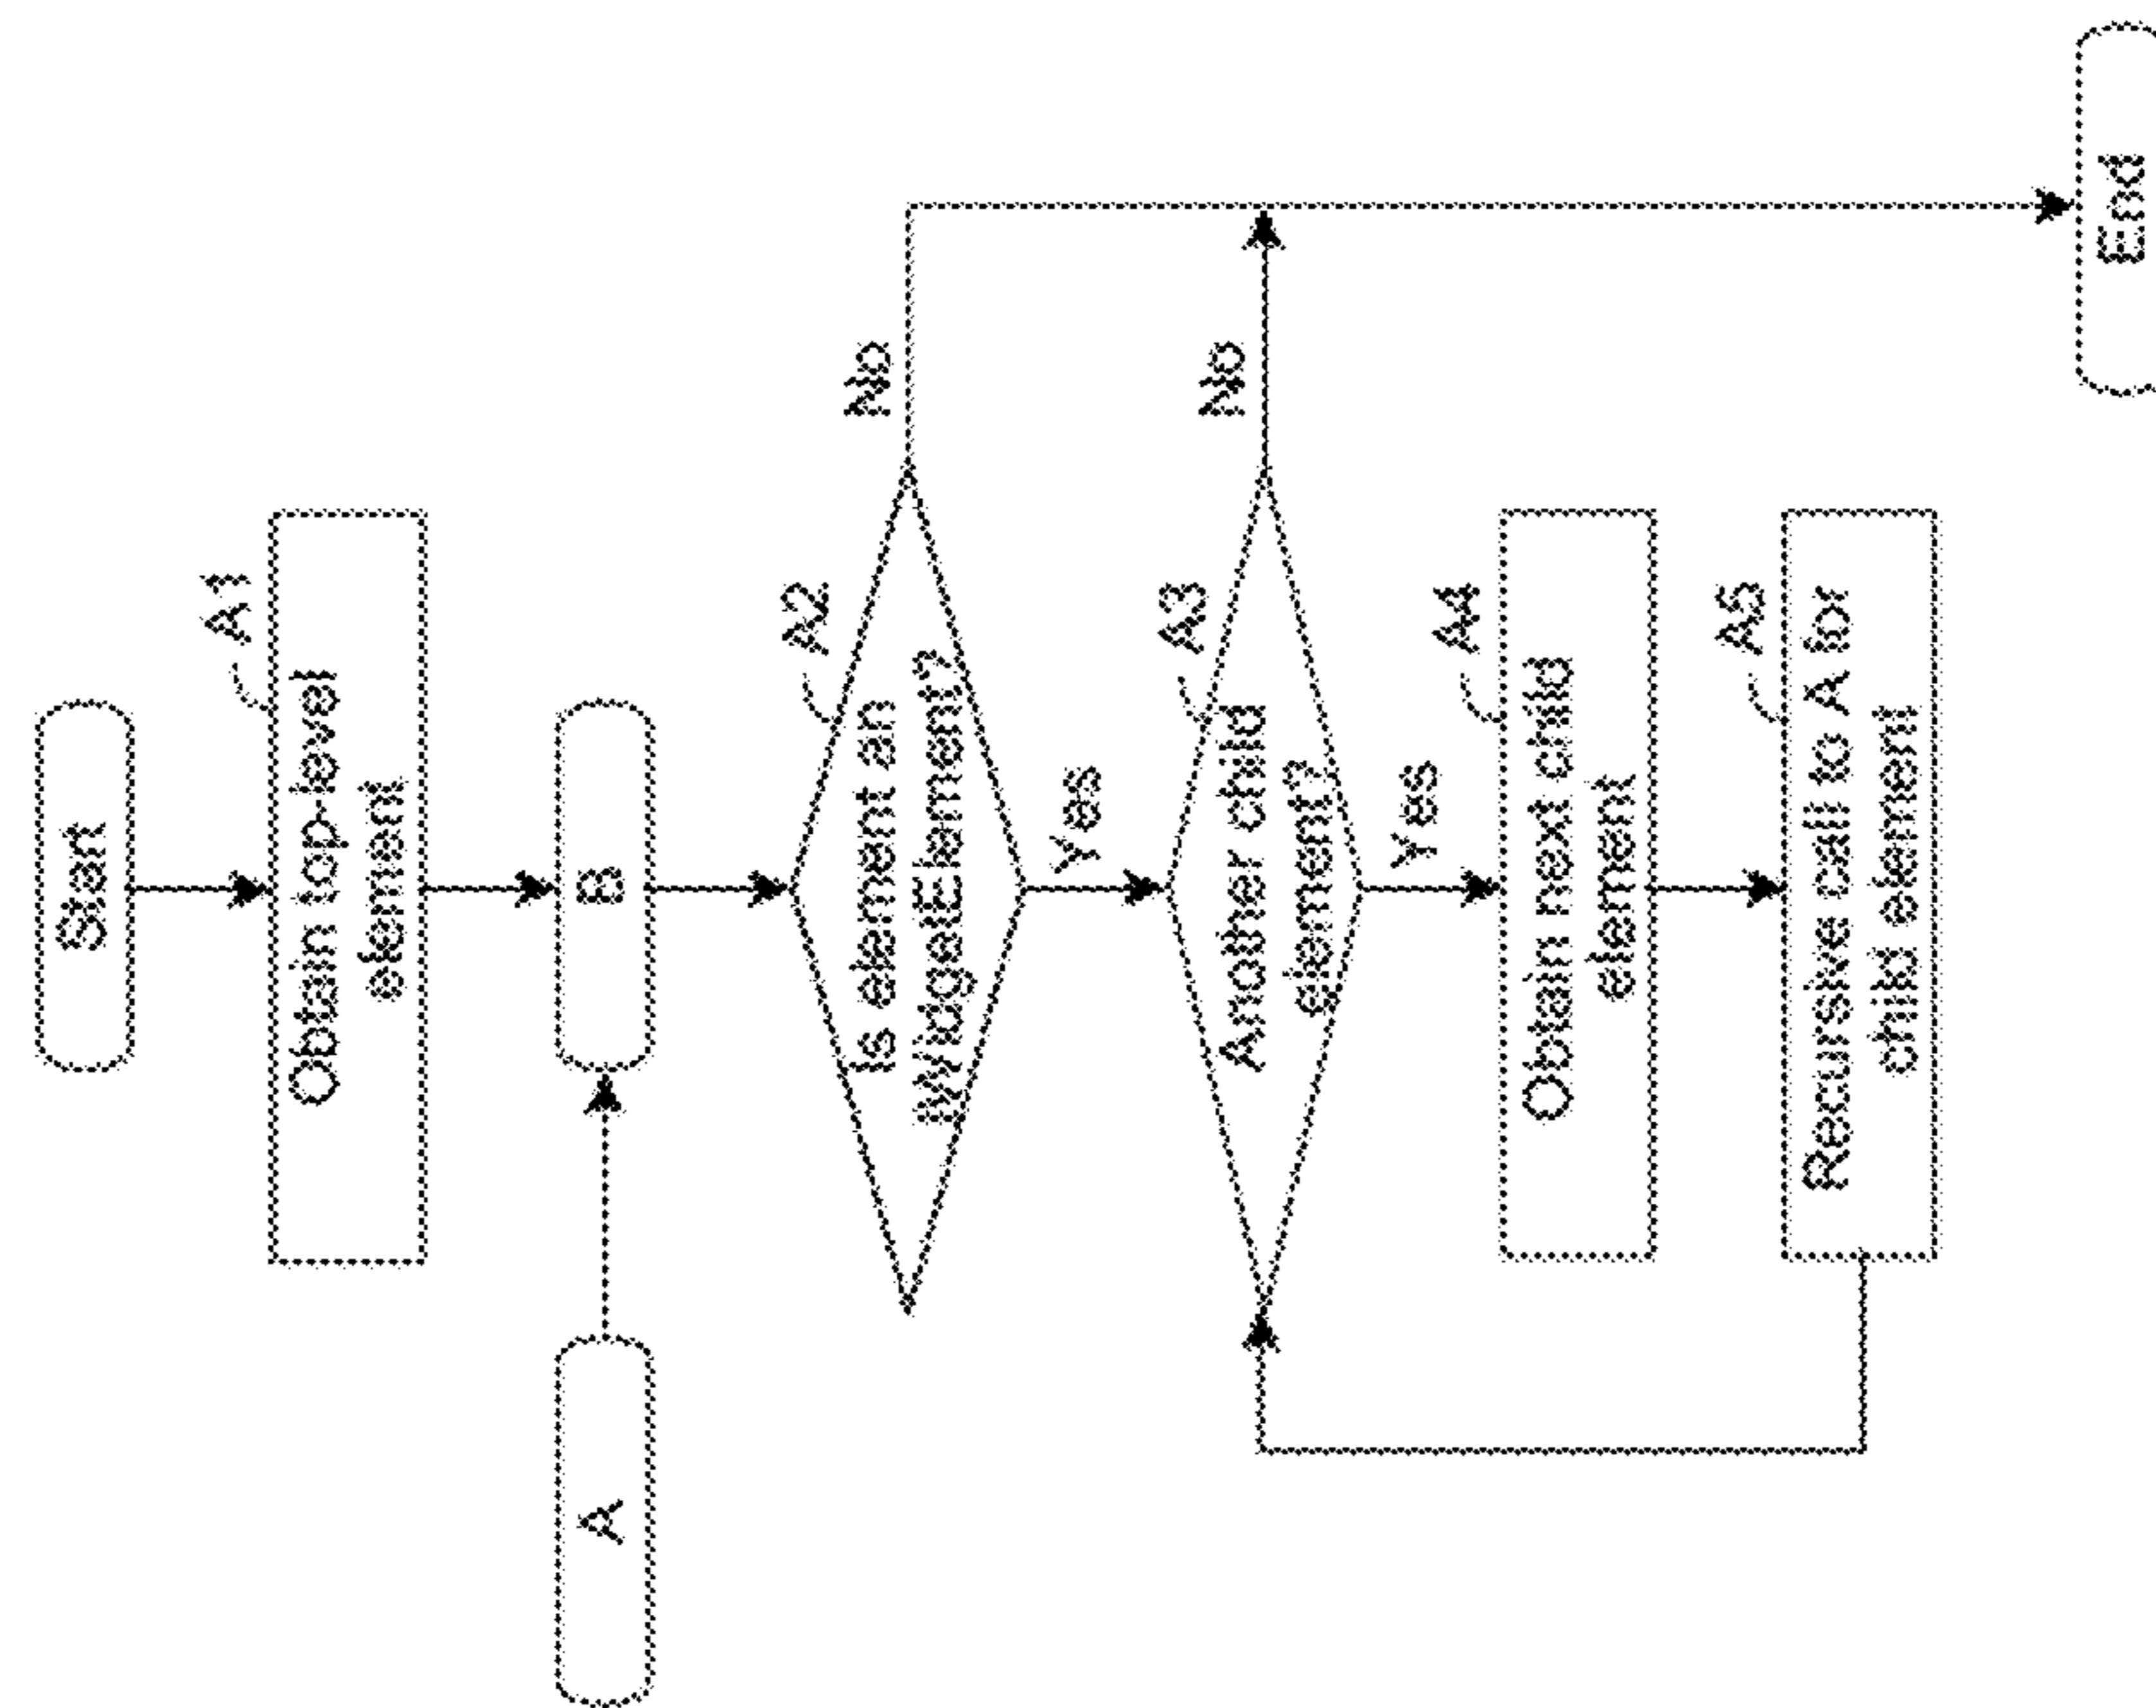 Start
A1
Obtain top-level
element
A
B
A2
Is element an
IWidgetElement?
No
Yes
A3
Another child
element?
No
Yes
A4
Obtain next child
element
A5
Recursive call to A for
child element
End